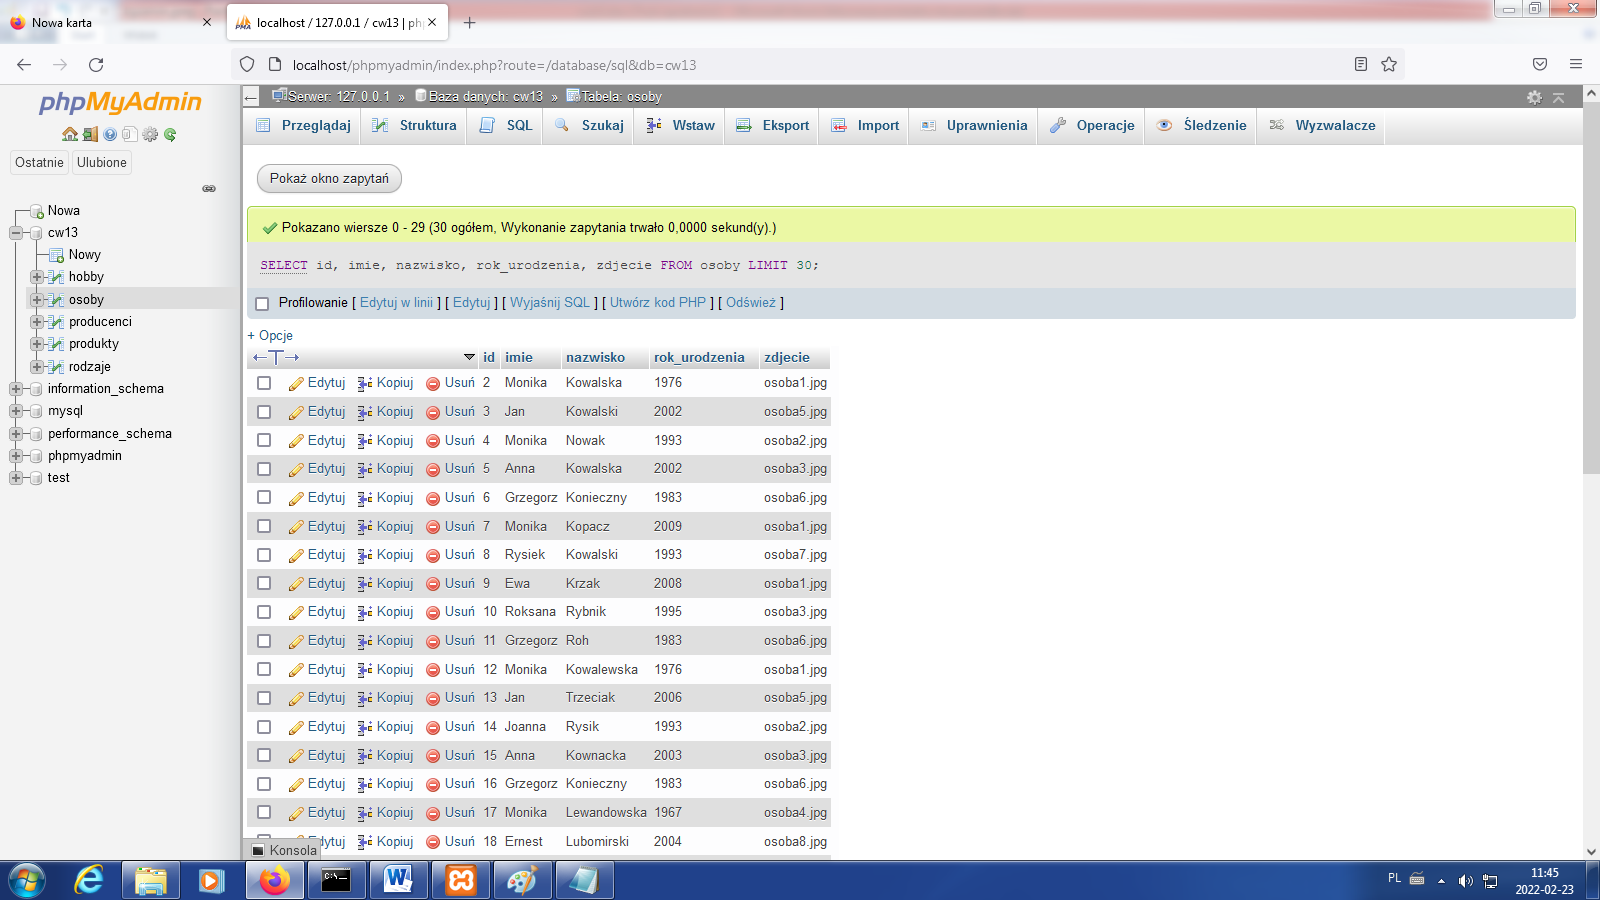 Nowa karta
localhost / 127.0.0.1 / cw13 | ph
localhost/phpmyadmin/index.php?route=/database/sql&db=cw13
phpMyAdmin
Ostatnie Ulubione
Nowa
cw13
Nowy
hobby
osoby
producenci
produkty
rodzaje
information_schema
mysql
performance_schema
phpmyadmin
test
Serwer: 127.0.0.1 » Baza danych: cw13 » Tabela: osoby
Przeglądaj Struktura SQL Szukaj Wstaw Eksport Import Uprawnienia Operacje Śledzenie Wyzwalacze
Pokaż okno zapytań
Pokazano wiersze 0 - 29 (30 ogółem, Wykonanie zapytania trwało 0,0000 sekund(y).)
SELECT id, imie, nazwisko, rok_urodzenia, zdjecie FROM osoby LIMIT 30;
Profilowanie [ Edytuj w linii ] [ Edytuj ] [ Wyjaśnij SQL ] [ Utwórz kod PHP ] [ Odśwież ]
+ Opcje
←T→ id imie nazwisko rok_urodzenia zdjecie
Edytuj Kopiuj Usuń 2 Monika Kowalska 1976 osoba1.jpg
Edytuj Kopiuj Usuń 3 Jan Kowalski 2002 osoba5.jpg
Edytuj Kopiuj Usuń 4 Monika Nowak 1993 osoba2.jpg
Edytuj Kopiuj Usuń 5 Anna Kowalska 2002 osoba3.jpg
Edytuj Kopiuj Usuń 6 Grzegorz Konieczny 1983 osoba6.jpg
Edytuj Kopiuj Usuń 7 Monika Kopacz 2009 osoba1.jpg
Edytuj Kopiuj Usuń 8 Rysiek Kowalski 1993 osoba7.jpg
Edytuj Kopiuj Usuń 9 Ewa Krzak 2008 osoba1.jpg
Edytuj Kopiuj Usuń 10 Roksana Rybnik 1995 osoba3.jpg
Edytuj Kopiuj Usuń 11 Grzegorz Roh 1983 osoba6.jpg
Edytuj Kopiuj Usuń 12 Monika Kowalewska 1976 osoba1.jpg
Edytuj Kopiuj Usuń 13 Jan Trzeciak 2006 osoba5.jpg
Edytuj Kopiuj Usuń 14 Joanna Rysik 1993 osoba2.jpg
Edytuj Kopiuj Usuń 15 Anna Kownacka 2003 osoba3.jpg
Edytuj Kopiuj Usuń 16 Grzegorz Konieczny 1983 osoba6.jpg
Edytuj Kopiuj Usuń 17 Monika Lewandowska 1967 osoba4.jpg
dytuj Kopiuj Usuń 18 Ernest Lubomirski 2004 osoba8.jpg
Konsola
PL
11:45
2022-02-23